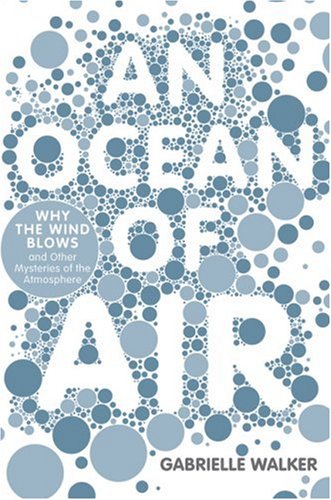 AN
OCEAN
OF
AIR
WHY
THE WIND
BLOWS
and Other
Mysteries of the
Atmosphere
GABRIELLE WALKER